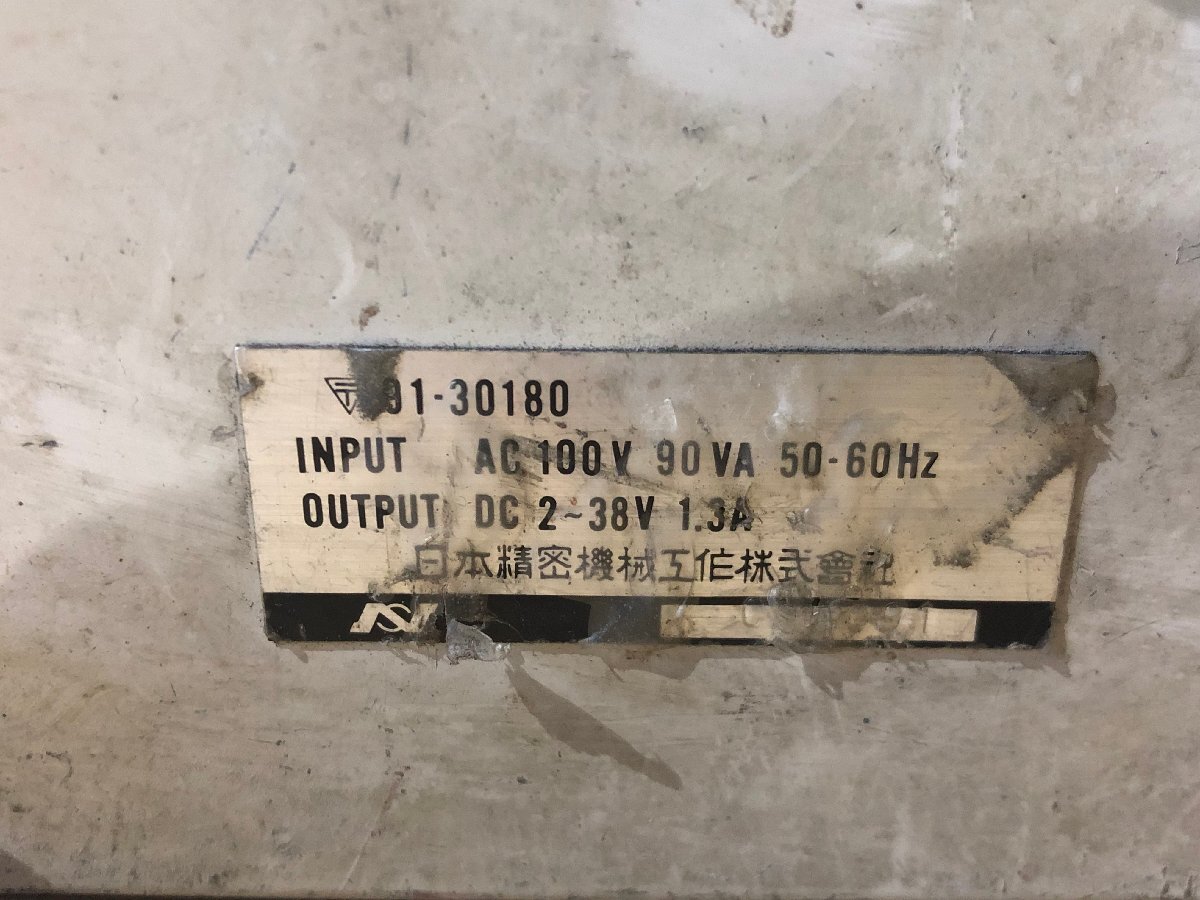 91-30180
INPUT AC 100V 90VA 50-60Hz
OUTPUT DC 2~38V 1.3A
日本精密機械工作株式會社